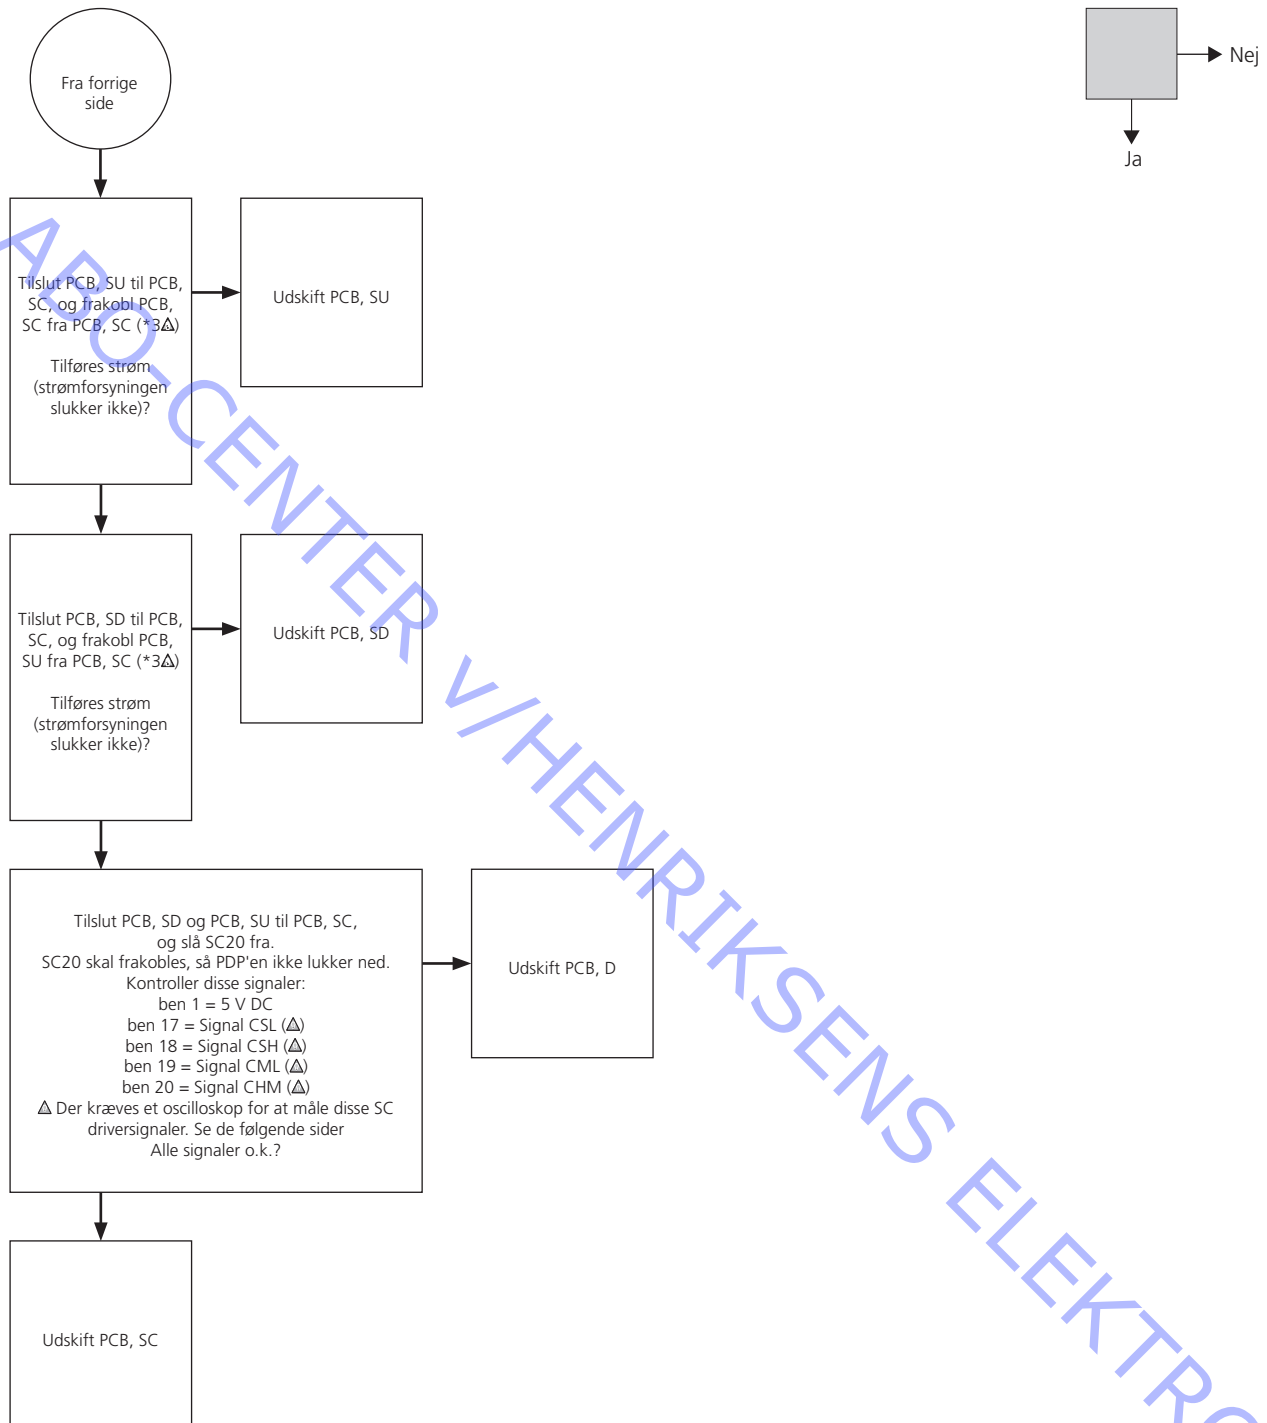 Fra forrige
side
Nej
Ja
Tilslut PCB, SU til PCB,
SC, og frakobl PCB,
SC fra PCB, SC (*3⚠)
Tilføres strøm
(strømforsyningen
slukker ikke)?
Udskift PCB, SU
Tilslut PCB, SD til PCB,
SC, og frakobl PCB,
SU fra PCB, SC (*3⚠)
Tilføres strøm
(strømforsyningen
slukker ikke)?
Udskift PCB, SD
Tilslut PCB, SD og PCB, SU til PCB, SC,
og slå SC20 fra.
SC20 skal frakobles, så PDP'en ikke lukker ned.
Kontroller disse signaler:
ben 1 = 5 V DC
ben 17 = Signal CSL (⚠)
ben 18 = Signal CSH (⚠)
ben 19 = Signal CML (⚠)
ben 20 = Signal CHM (⚠)
⚠ Der kræves et oscilloskop for at måle disse SC
driversignaler. Se de følgende sider
Alle signaler o.k.?
Udskift PCB, D
Udskift PCB, SC
ABO-CENTER v/HENRIKSENS ELEKTRO